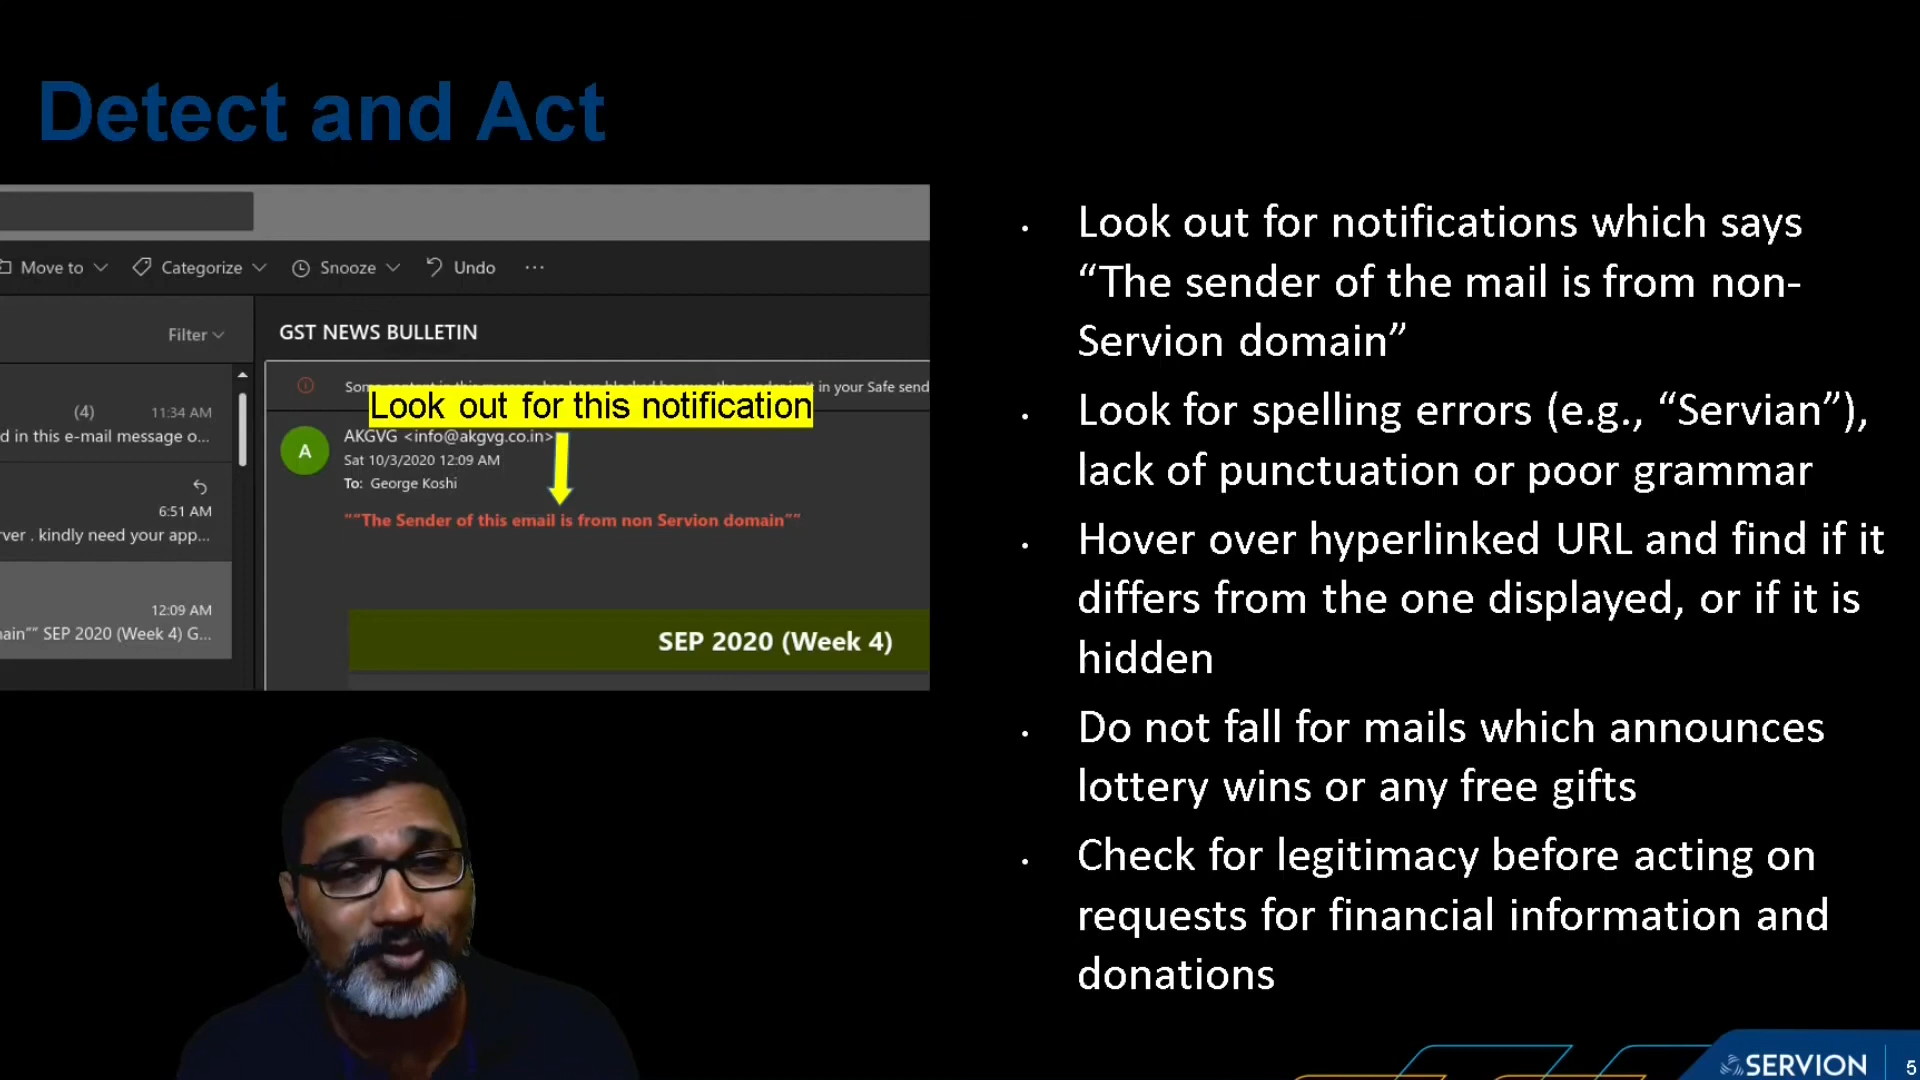 Detect and Act
Move to
Categorize
Snooze
Undo
Filter
GST NEWS BULLETIN
in your Safe send
Look out for this notification
(4)
11:34 AM
d in this e-mail message o...
A
AKGVG <info@akgvg.co.in>
Sat 10/3/2020 12:09 AM
To: George Koshi
6:51 AM
ver . kindly need your app...
""The Sender of this email is from non Servion domain""
12:09 AM
nain"" SEP 2020 (Week 4) G...
SEP 2020 (Week 4)
• Look out for notifications which says
“The sender of the mail is from non-
Servion domain”
• Look for spelling errors (e.g., “Servian”),
lack of punctuation or poor grammar
• Hover over hyperlinked URL and find if it
differs from the one displayed, or if it is
hidden
• Do not fall for mails which announces
lottery wins or any free gifts
• Check for legitimacy before acting on
requests for financial information and
donations
SERVION
5